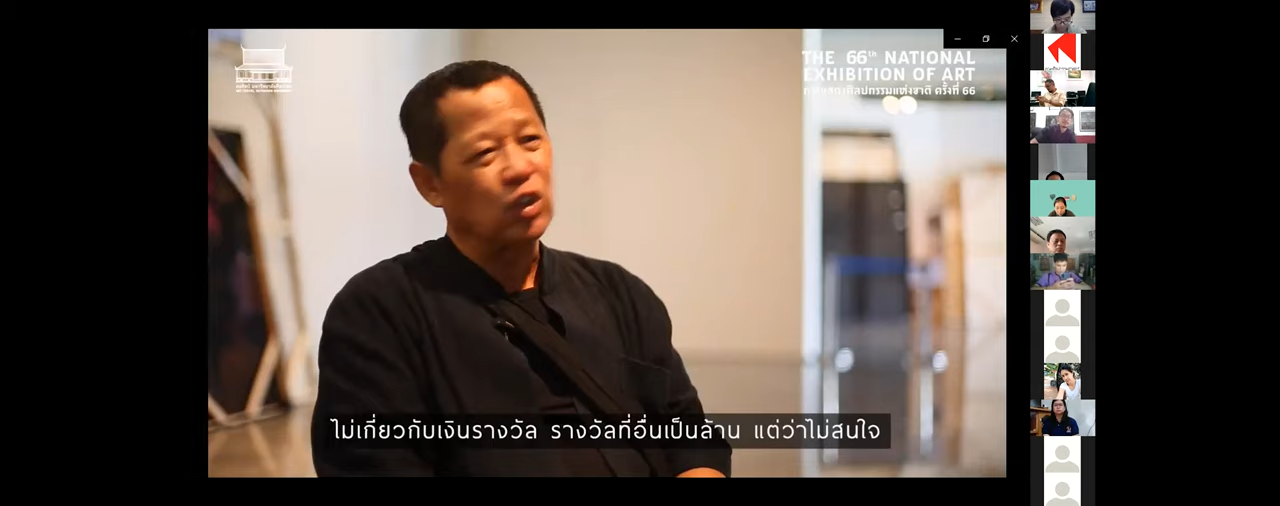 THE 66th NATIONAL
EXHIBITION OF ART
การแสดงศิลปกรรมแห่งชาติ ครั้งที่ 66
ไม่เกี่ยวกับเงินรางวัล รางวัลที่อื่นเป็นล้าน แต่ว่าไม่สนใจ